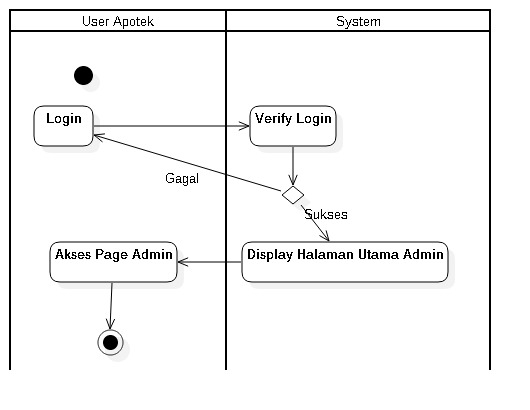 User Apotek
System
Login
Verify Login
Gagal
Sukses
Akses Page Admin
Display Halaman Utama Admin